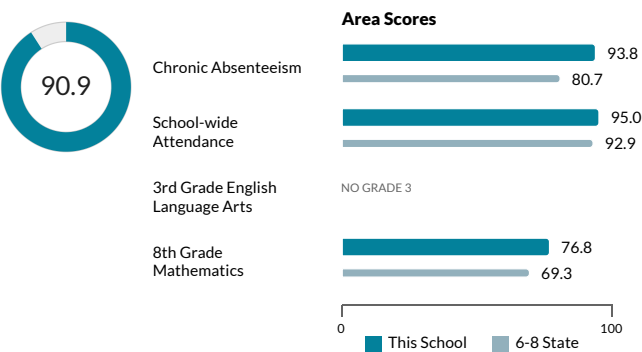 Area Scores
90.9
Chronic Absenteeism
93.8
80.7
School-wide
Attendance
95.0
92.9
3rd Grade English
Language Arts
NO GRADE 3
8th Grade
Mathematics
76.8
69.3
0 100
This School 6-8 State